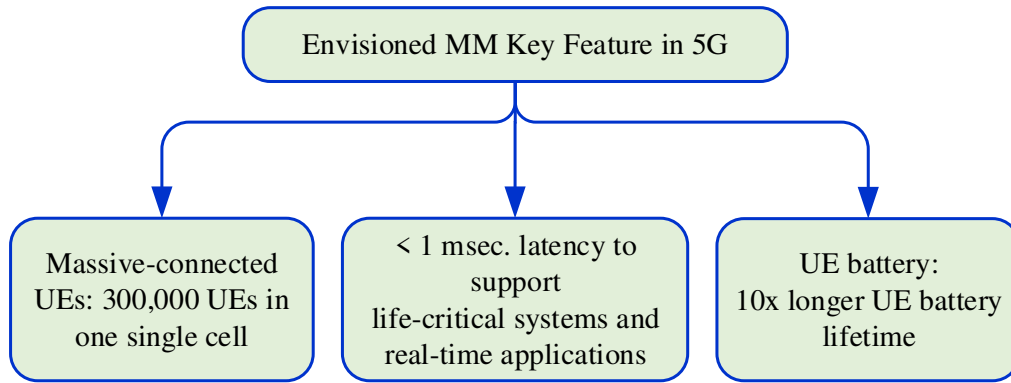 Envisioned MM Key Feature in 5G
Massive-connected
UEs: 300,000 UEs in
one single cell
< 1 msec. latency to
support
life-critical systems and
real-time applications
UE battery:
10x longer UE battery
lifetime